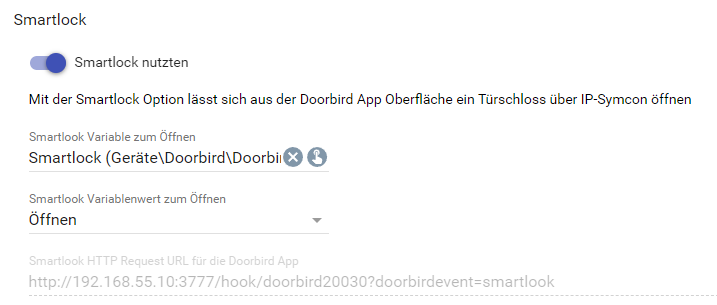 Smartlock
Smartlock nutzten
Mit der Smartlock Option lässt sich aus der Doorbird App Oberfläche ein Türschloss über IP-Symcon öffnen
Smartlook Variable zum Öffnen
Smartlock (Geräte\Doorbird\Doorbi
Smartlook Variablenwert zum Öffnen
Öffnen
Smartlook HTTP Request URL für die Doorbird App
http://192.168.55.10:3777/hook/doorbird20030?doorbirdevent=smartlook